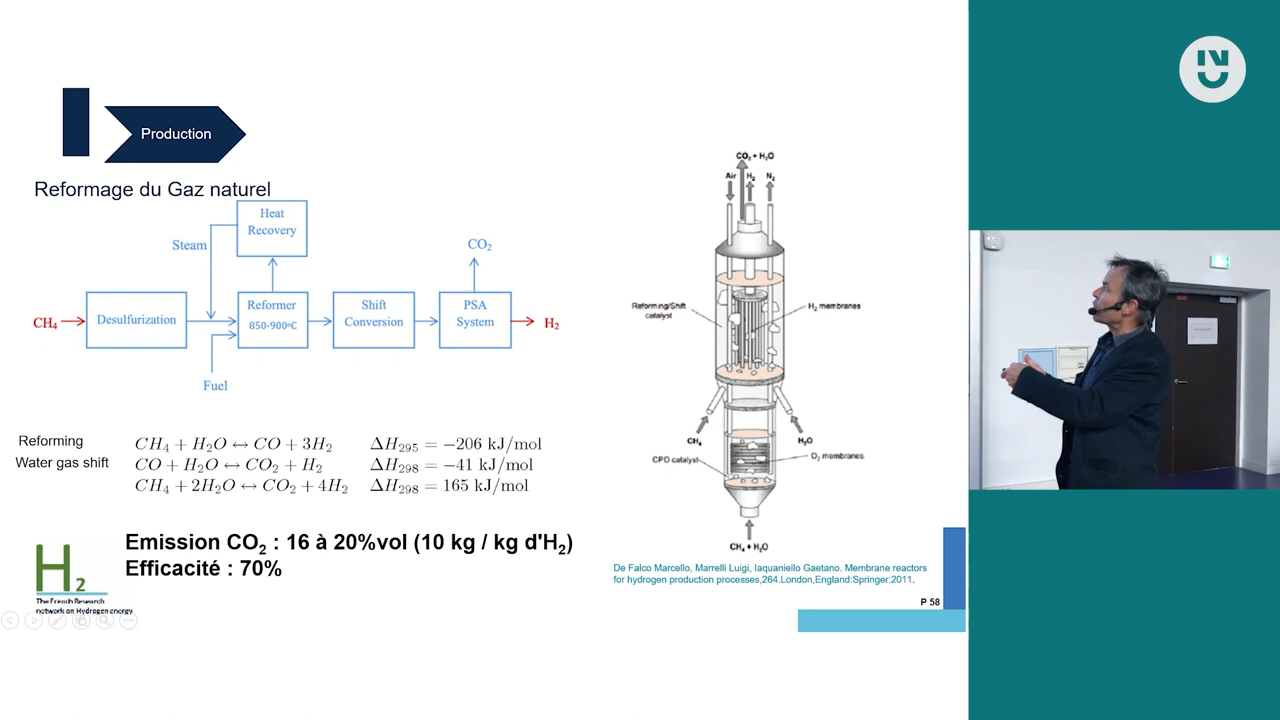 Production
Reformage du Gaz naturel
Heat
Recovery
Steam
CO₂
CH₄
Desulfurization
Reformer
850-900ºC
Shift
Conversion
PSA
System
H₂
Fuel
Reforming
CH₄ + H₂O ↔ CO + 3H₂ ΔH₂₉₅ = −206 kJ/mol
Water gas shift
CO + H₂O ↔ CO₂ + H₂ ΔH₂₉₈ = −41 kJ/mol
CH₄ + 2H₂O ↔ CO₂ + 4H₂ ΔH₂₉₈ = 165 kJ/mol
Emission CO₂ : 16 à 20%vol (10 kg / kg d'H₂)
Efficacité : 70%
H₂
The French Research
network on Hydrogen energy
CO₂ + H₂O
Air H₂ N₂
Reforming/Shift
catalyst
H₂ membranes
CH₄
H₂O
CPO catalyst
O₂ membranes
CH₄ + H₂O
De Falco Marcello, Marrelli Luigi, Iaquaniello Gaetano. Membrane reactors
for hydrogen production processes,264.London,England:Springer;2011.
P 58